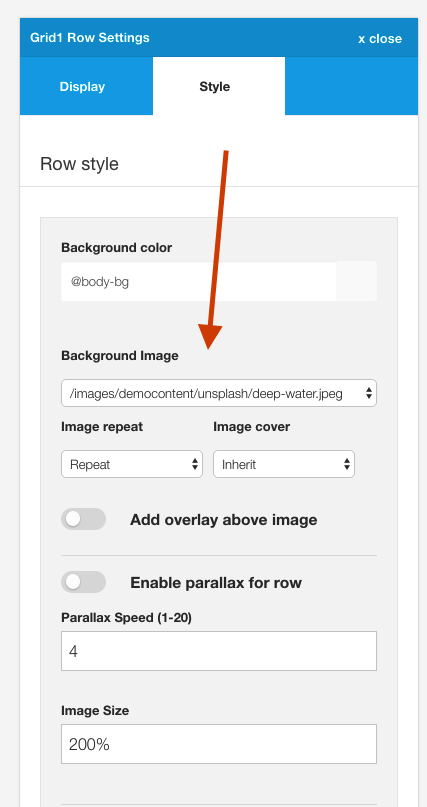 Grid1 Row Settings x close
Display Style
Row style
Background color
@body-bg
Background Image
/images/democontent/unsplash/deep-water.jpeg
Image repeat Image cover
Repeat Inherit
Add overlay above image
Enable parallax for row
Parallax Speed (1-20)
4
Image Size
200%